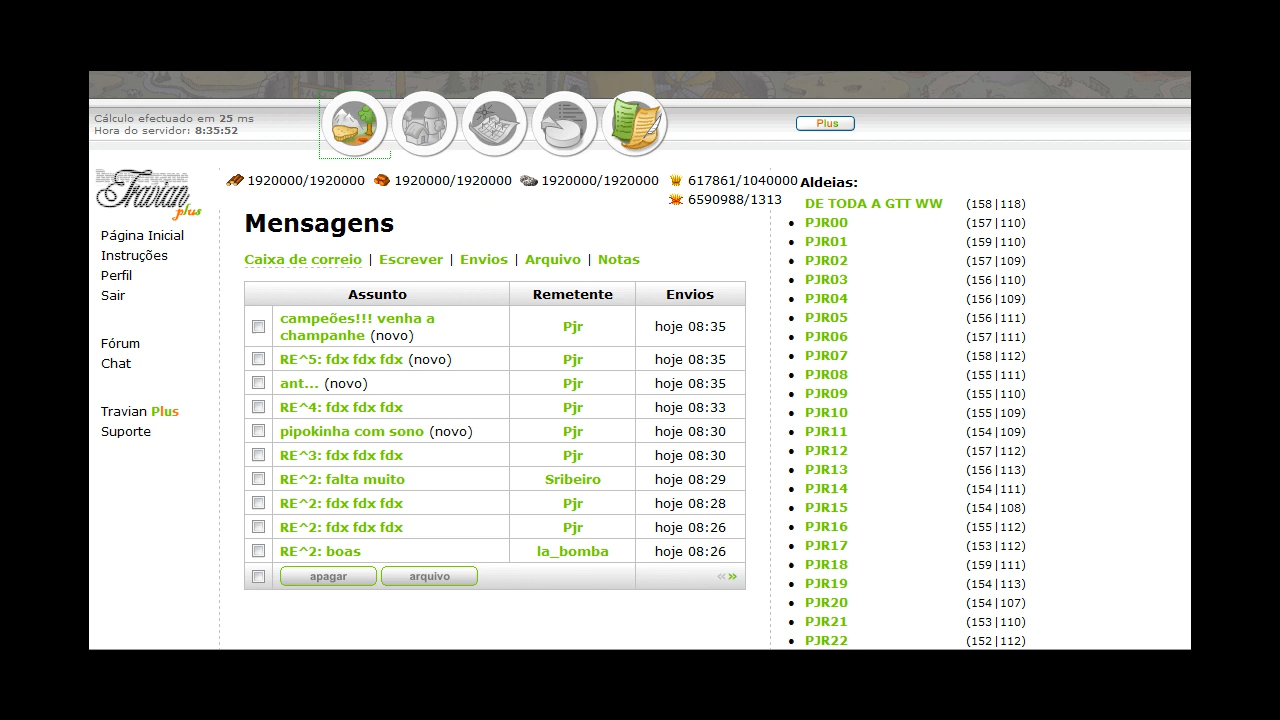 Cálculo efectuado em 25 ms
Hora do servidor: 8:35:52
Plus
Travian
plus
1920000/1920000 1920000/1920000 1920000/1920000 617861/1040000
6590988/1313
Página Inicial
Instruções
Perfil
Sair
Fórum
Chat
Travian Plus
Suporte
Mensagens
Caixa de correio | Escrever | Envios | Arquivo | Notas
Assunto Remetente Envios
campeões!!! venha a
champanhe (novo) Pjr hoje 08:35
RE^5: fdx fdx fdx (novo) Pjr hoje 08:35
ant... (novo) Pjr hoje 08:35
RE^4: fdx fdx fdx Pjr hoje 08:33
pipokinha com sono (novo) Pjr hoje 08:30
RE^3: fdx fdx fdx Pjr hoje 08:30
RE^2: falta muito Sribeiro hoje 08:29
RE^2: fdx fdx fdx Pjr hoje 08:28
RE^2: fdx fdx fdx Pjr hoje 08:26
RE^2: boas la_bomba hoje 08:26
apagar arquivo «»
Aldeias:
DE TODA A GTT WW (158|118)
• PJR00 (157|110)
• PJR01 (159|110)
• PJR02 (157|109)
• PJR03 (156|110)
• PJR04 (156|109)
• PJR05 (156|111)
• PJR06 (157|111)
• PJR07 (158|112)
• PJR08 (155|111)
• PJR09 (155|110)
• PJR10 (155|109)
• PJR11 (154|109)
• PJR12 (157|112)
• PJR13 (156|113)
• PJR14 (154|111)
• PJR15 (154|108)
• PJR16 (155|112)
• PJR17 (153|112)
• PJR18 (159|111)
• PJR19 (154|113)
• PJR20 (154|107)
• PJR21 (153|110)
• PJR22 (152|112)